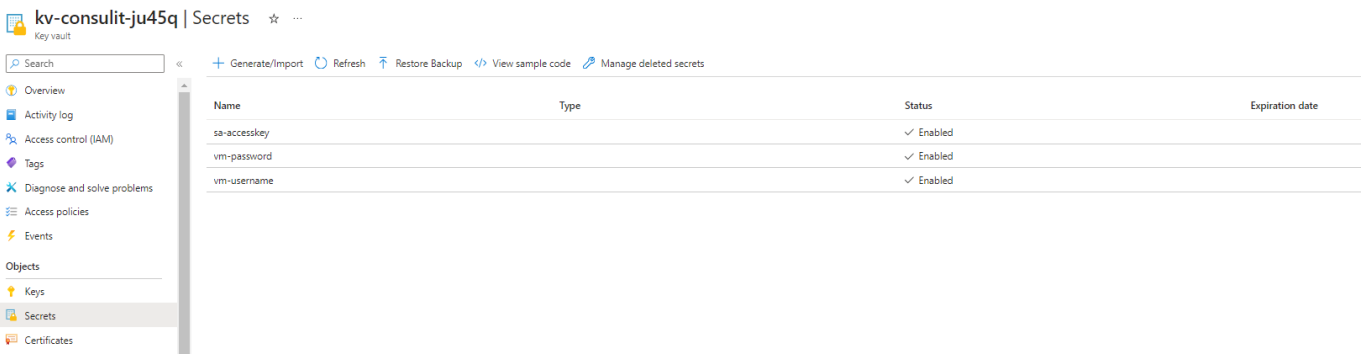 kv-consulit-ju45q | Secrets
Key vault
Search
Overview
Activity log
Access control (IAM)
Tags
Diagnose and solve problems
Access policies
Events
Objects
Keys
Secrets
Certificates
Generate/Import Refresh Restore Backup View sample code Manage deleted secrets
Name Type Status Expiration date
sa-accesskey Enabled
vm-password Enabled
vm-username Enabled